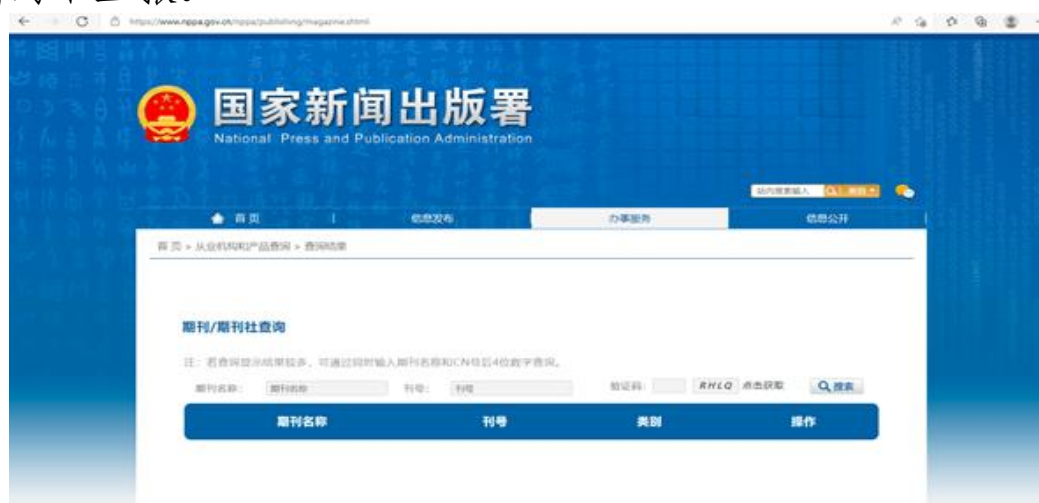 https://www.nppa.gov.cn/nppa/publishing/magazine.shtml
国家新闻出版署
National Press and Publication Administration
站内搜索输入
首页 信息发布 办事服务 信息公开
首页 > 从业机构和产品查询 > 查询结果
期刊/期刊社查询
注：若查询显示结果较多，可通过同时输入期刊名称和CN号后4位数字查询。
期刊名称： 期刊名称 刊号： 刊号 验证码： RHLQ 点击获取 搜索
期刊名称 刊号 类别 操作